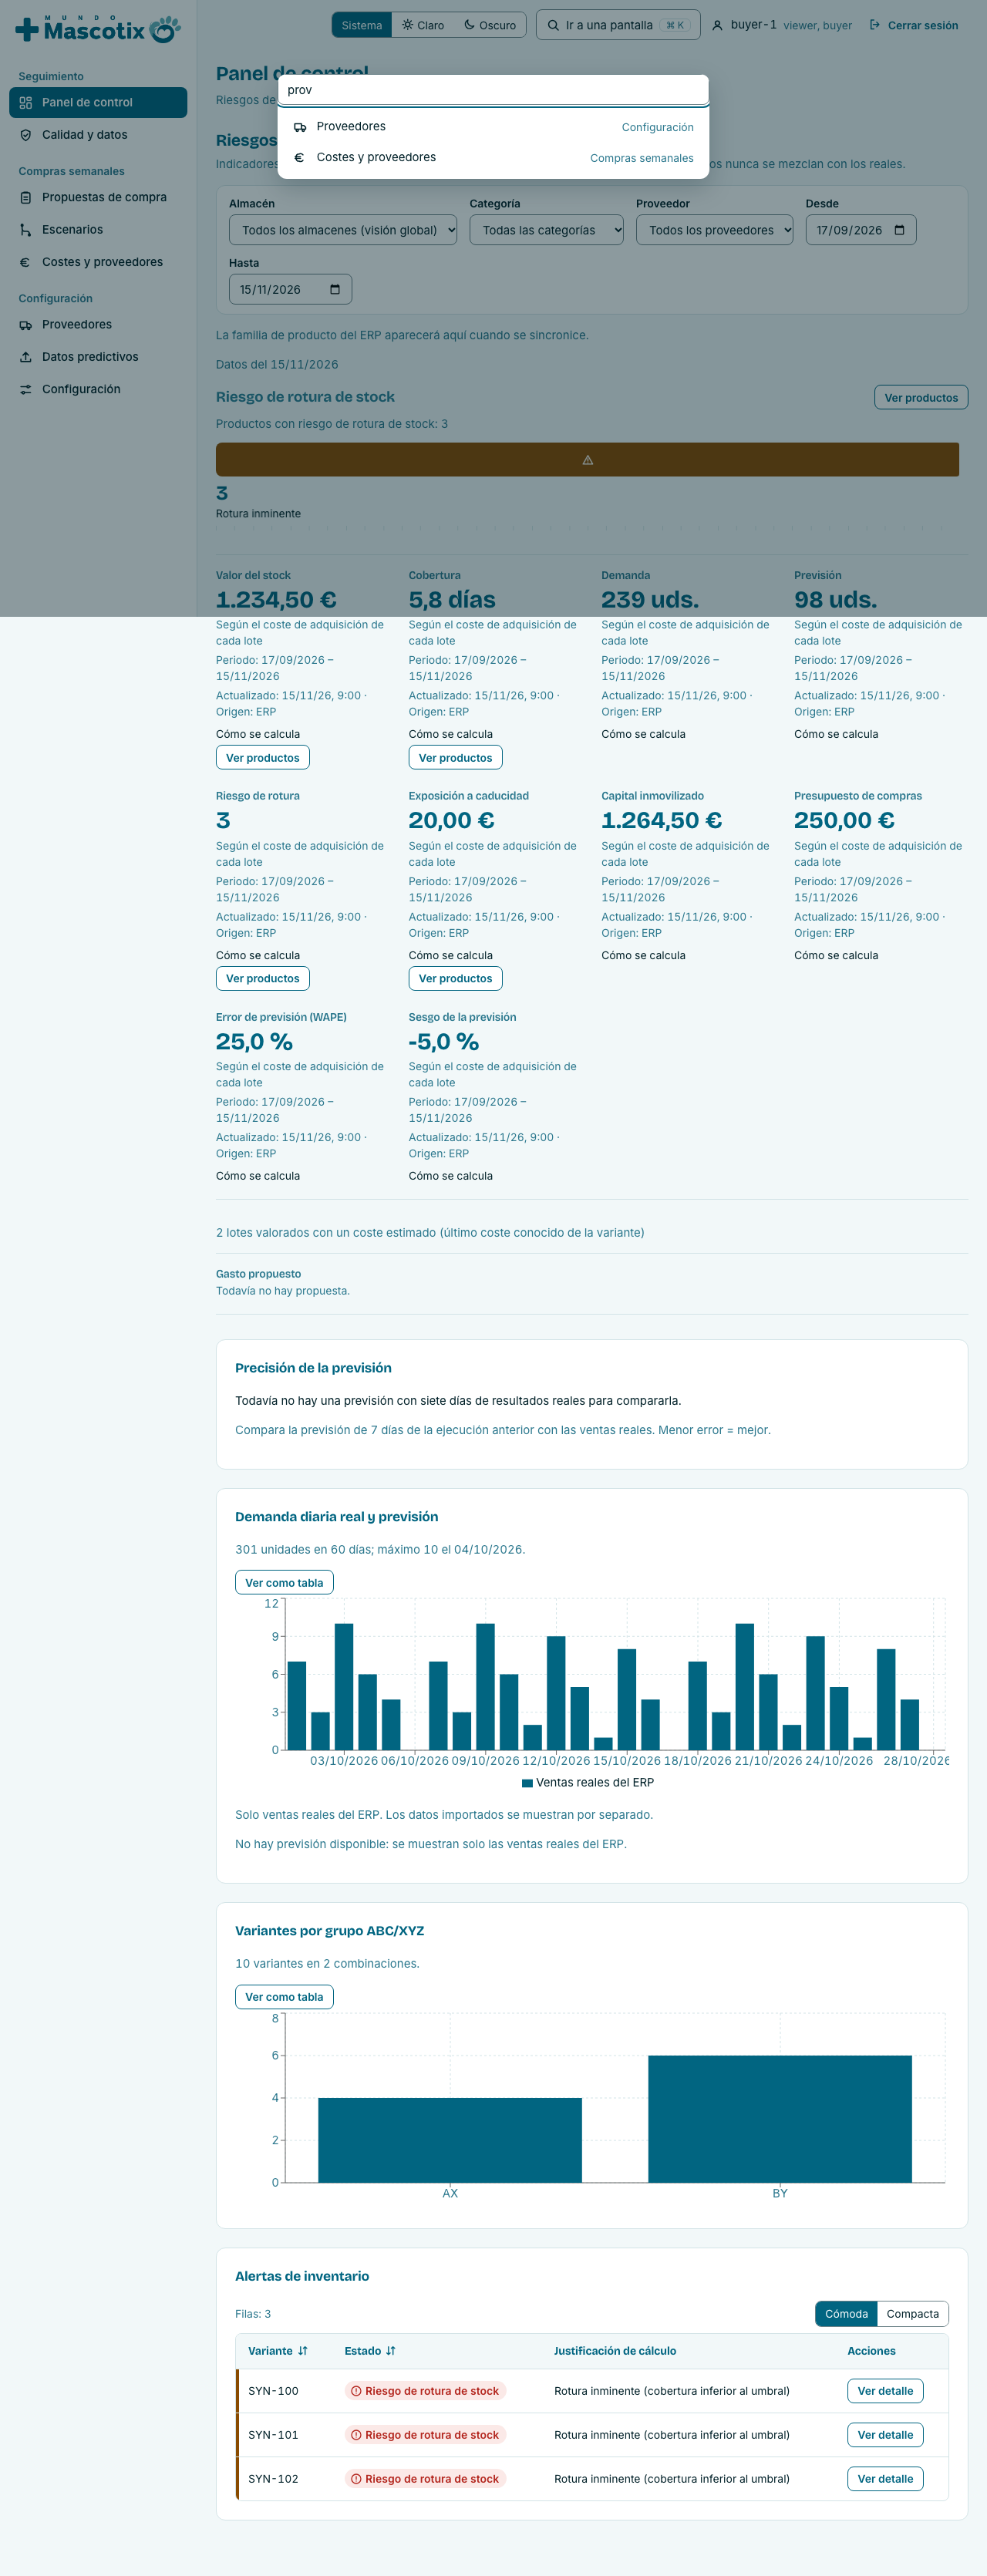 MUNDO
Mascotix
Sistema
Claro
Oscuro
Ir a una pantalla
⌘ K
buyer-1
viewer, buyer
Cerrar sesión
Seguimiento
Panel de control
Calidad y datos
Compras semanales
Propuestas de compra
Escenarios
Costes y proveedores
Configuración
Proveedores
Datos predictivos
Configuración
Panel de control
Riesgos de
prov
Proveedores
Configuración
Costes y proveedores
Compras semanales
Riesgos
Indicadores
os nunca se mezclan con los reales.
Almacén
Categoría
Proveedor
Desde
Todos los almacenes (visión global)
Todas las categorías
Todos los proveedores
17/09/2026
Hasta
15/11/2026
La familia de producto del ERP aparecerá aquí cuando se sincronice.
Datos del 15/11/2026
Riesgo de rotura de stock
Ver productos
Productos con riesgo de rotura de stock: 3
3
Rotura inminente
Valor del stock
1.234,50 €
Según el coste de adquisición de
cada lote
Periodo: 17/09/2026 –
15/11/2026
Actualizado: 15/11/26, 9:00 ·
Origen: ERP
Cómo se calcula
Ver productos
Cobertura
5,8 días
Según el coste de adquisición de
cada lote
Periodo: 17/09/2026 –
15/11/2026
Actualizado: 15/11/26, 9:00 ·
Origen: ERP
Cómo se calcula
Ver productos
Demanda
239 uds.
Según el coste de adquisición de
cada lote
Periodo: 17/09/2026 –
15/11/2026
Actualizado: 15/11/26, 9:00 ·
Origen: ERP
Cómo se calcula
Previsión
98 uds.
Según el coste de adquisición de
cada lote
Periodo: 17/09/2026 –
15/11/2026
Actualizado: 15/11/26, 9:00 ·
Origen: ERP
Cómo se calcula
Riesgo de rotura
3
Según el coste de adquisición de
cada lote
Periodo: 17/09/2026 –
15/11/2026
Actualizado: 15/11/26, 9:00 ·
Origen: ERP
Cómo se calcula
Ver productos
Exposición a caducidad
20,00 €
Según el coste de adquisición de
cada lote
Periodo: 17/09/2026 –
15/11/2026
Actualizado: 15/11/26, 9:00 ·
Origen: ERP
Cómo se calcula
Ver productos
Capital inmovilizado
1.264,50 €
Según el coste de adquisición de
cada lote
Periodo: 17/09/2026 –
15/11/2026
Actualizado: 15/11/26, 9:00 ·
Origen: ERP
Cómo se calcula
Presupuesto de compras
250,00 €
Según el coste de adquisición de
cada lote
Periodo: 17/09/2026 –
15/11/2026
Actualizado: 15/11/26, 9:00 ·
Origen: ERP
Cómo se calcula
Error de previsión (WAPE)
25,0 %
Según el coste de adquisición de
cada lote
Periodo: 17/09/2026 –
15/11/2026
Actualizado: 15/11/26, 9:00 ·
Origen: ERP
Cómo se calcula
Sesgo de la previsión
-5,0 %
Según el coste de adquisición de
cada lote
Periodo: 17/09/2026 –
15/11/2026
Actualizado: 15/11/26, 9:00 ·
Origen: ERP
Cómo se calcula
2 lotes valorados con un coste estimado (último coste conocido de la variante)
Gasto propuesto
Todavía no hay propuesta.
Precisión de la previsión
Todavía no hay una previsión con siete días de resultados reales para compararla.
Compara la previsión de 7 días de la ejecución anterior con las ventas reales. Menor error = mejor.
Demanda diaria real y previsión
301 unidades en 60 días; máximo 10 el 04/10/2026.
Ver como tabla
12
9
6
3
0
03/10/2026 06/10/2026 09/10/2026 12/10/2026 15/10/2026 18/10/2026 21/10/2026 24/10/2026 28/10/2026
Ventas reales del ERP
Solo ventas reales del ERP. Los datos importados se muestran por separado.
No hay previsión disponible: se muestran solo las ventas reales del ERP.
Variantes por grupo ABC/XYZ
10 variantes en 2 combinaciones.
Ver como tabla
8
6
4
2
0
AX
BY
Alertas de inventario
Filas: 3
Cómoda
Compacta
Variante
Estado
Justificación de cálculo
Acciones
SYN-100
Riesgo de rotura de stock
Rotura inminente (cobertura inferior al umbral)
Ver detalle
SYN-101
Riesgo de rotura de stock
Rotura inminente (cobertura inferior al umbral)
Ver detalle
SYN-102
Riesgo de rotura de stock
Rotura inminente (cobertura inferior al umbral)
Ver detalle